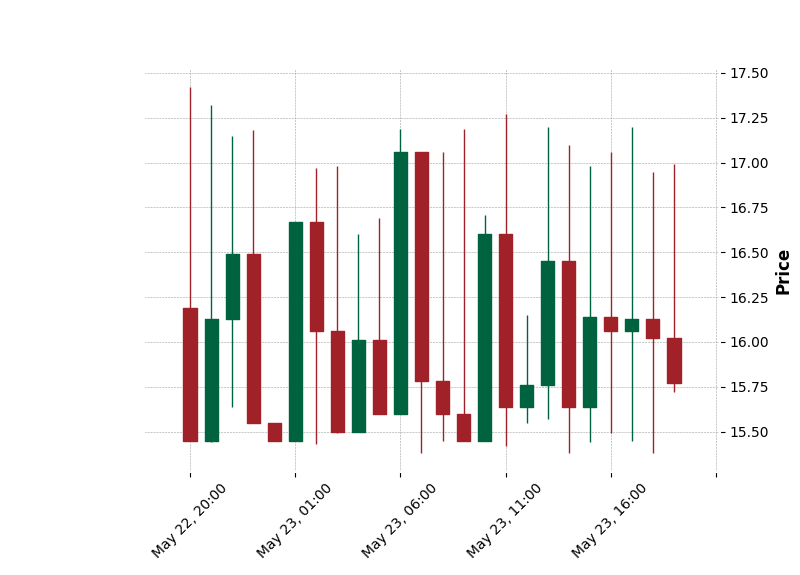 17.50
17.25
17.00
16.75
16.50
16.25
16.00
15.75
15.50
Price
May 22, 20:00
May 23, 01:00
May 23, 06:00
May 23, 11:00
May 23, 16:00